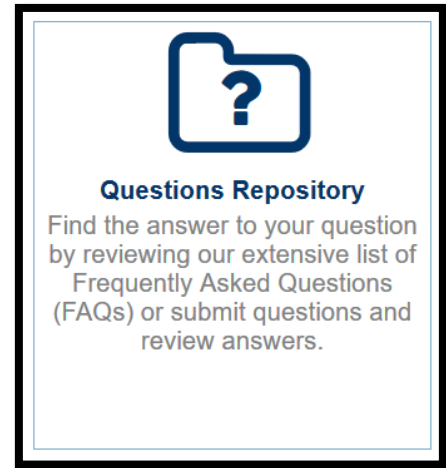 ?
Questions Repository
Find the answer to your question
by reviewing our extensive list of
Frequently Asked Questions
(FAQs) or submit questions and
review answers.